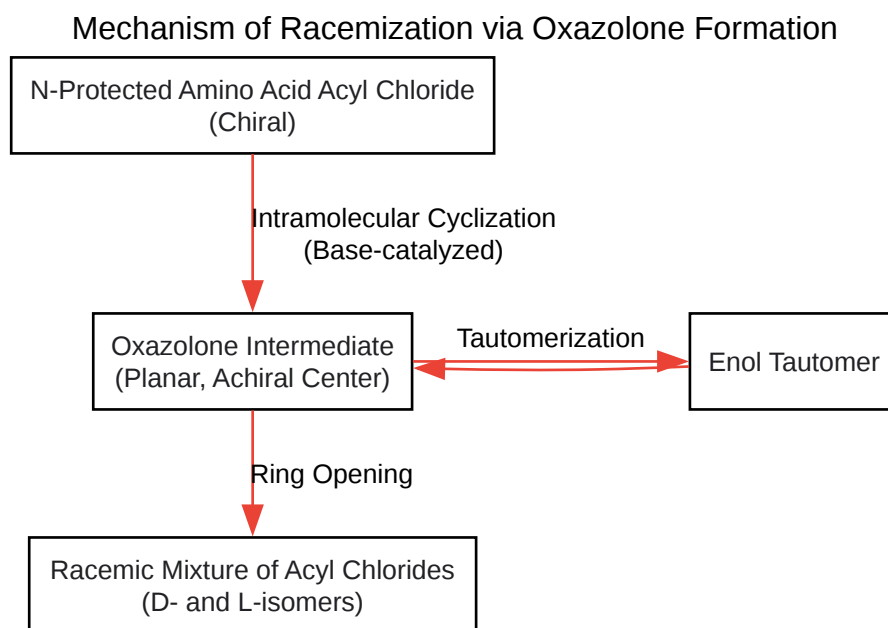 Mechanism of Racemization via Oxazolone Formation
N-Protected Amino Acid Acyl Chloride
(Chiral)
Intramolecular Cyclization
(Base-catalyzed)
Oxazolone Intermediate
(Planar, Achiral Center)
Tautomerization
Enol Tautomer
Ring Opening
Racemic Mixture of Acyl Chlorides
(D- and L-isomers)